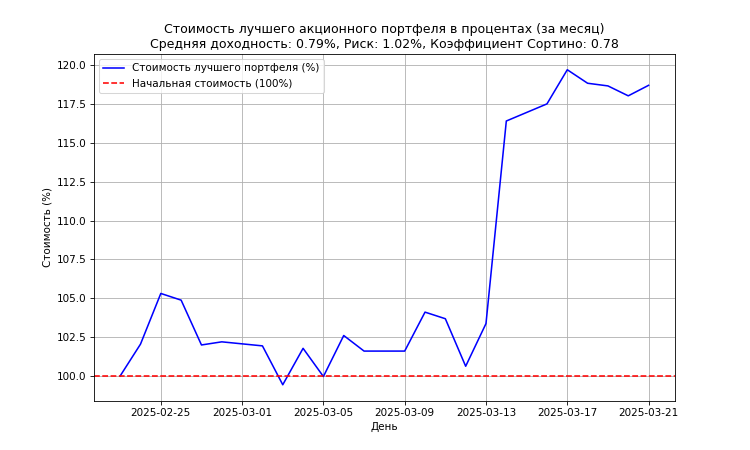 Стоимость лучшего акционного портфеля в процентах (за месяц)
Средняя доходность: 0.79%, Риск: 1.02%, Коэффициент Сортино: 0.78
Стоимость лучшего портфеля (%)
Начальная стоимость (100%)
Стоимость (%)
120.0
117.5
115.0
112.5
110.0
107.5
105.0
102.5
100.0
2025-02-25 2025-03-01 2025-03-05 2025-03-09 2025-03-13 2025-03-17 2025-03-21
День